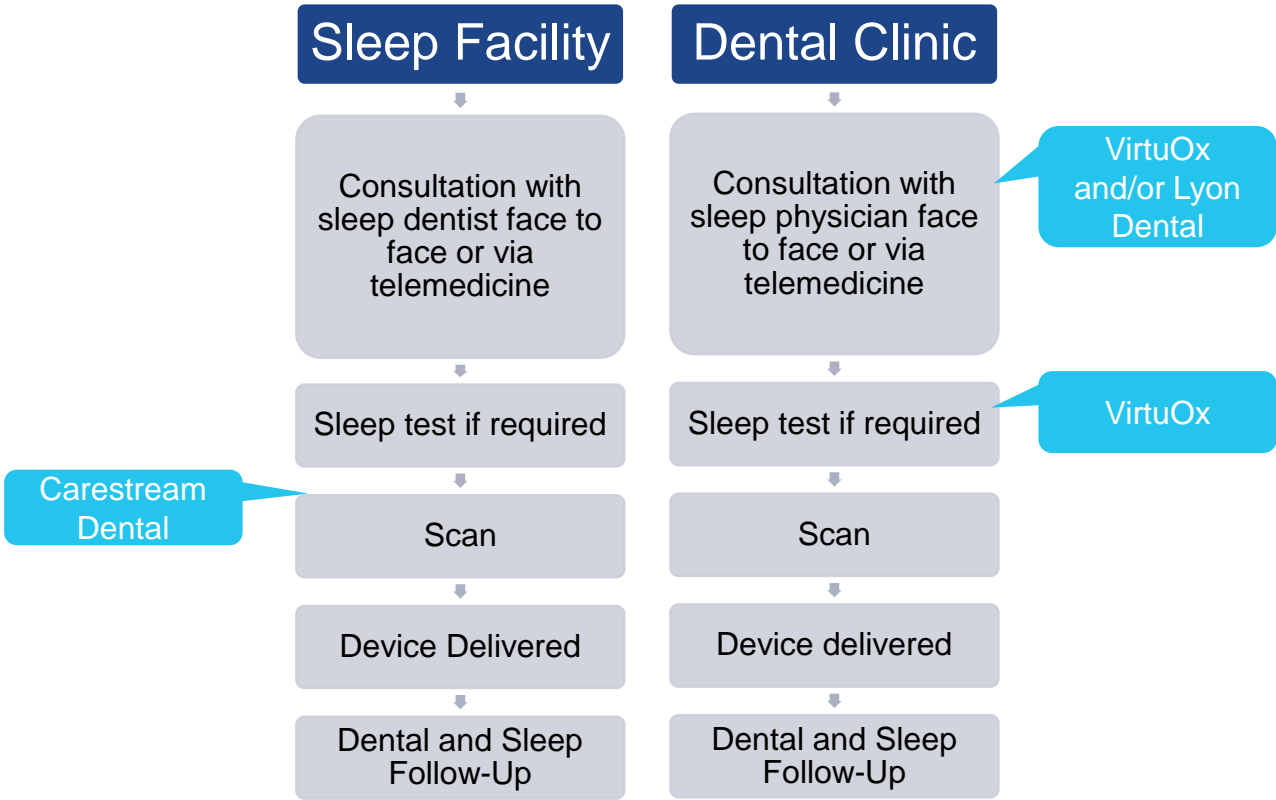 Sleep Facility
Consultation with
sleep dentist face to
face or via
telemedicine
Sleep test if required
Carestream
Dental
Scan
Device Delivered
Dental and Sleep
Follow-Up
Dental Clinic
Consultation with
sleep physician face
to face or via
telemedicine
VirtuOx
and/or Lyon
Dental
Sleep test if required
VirtuOx
Scan
Device delivered
Dental and Sleep
Follow-Up